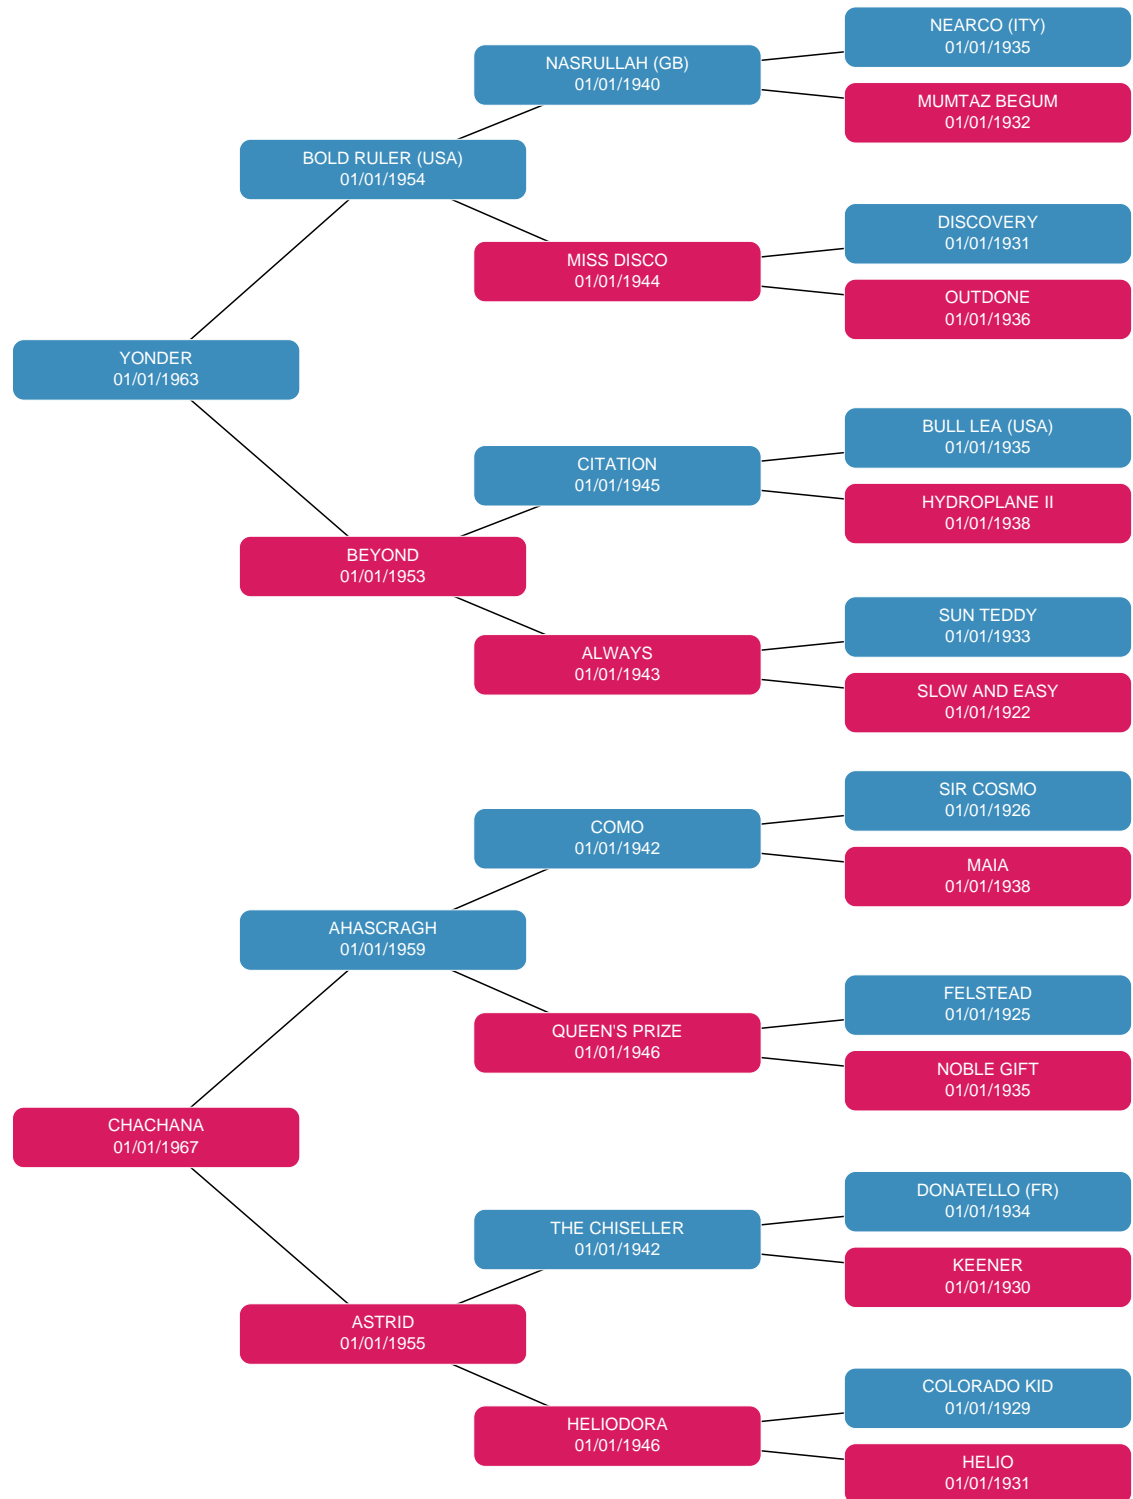 NEARCO (ITY)
01/01/1935
NASRULLAH (GB)
01/01/1940
MUMTAZ BEGUM
01/01/1932
BOLD RULER (USA)
01/01/1954
DISCOVERY
01/01/1931
MISS DISCO
01/01/1944
OUTDONE
01/01/1936
YONDER
01/01/1963
BULL LEA (USA)
01/01/1935
CITATION
01/01/1945
HYDROPLANE II
01/01/1938
BEYOND
01/01/1953
SUN TEDDY
01/01/1933
ALWAYS
01/01/1943
SLOW AND EASY
01/01/1922
SIR COSMO
01/01/1926
COMO
01/01/1942
MAIA
01/01/1938
AHASCRAGH
01/01/1959
FELSTEAD
01/01/1925
QUEEN'S PRIZE
01/01/1946
NOBLE GIFT
01/01/1935
CHACHANA
01/01/1967
DONATELLO (FR)
01/01/1934
THE CHISELLER
01/01/1942
KEENER
01/01/1930
ASTRID
01/01/1955
COLORADO KID
01/01/1929
HELIODORA
01/01/1946
HELIO
01/01/1931